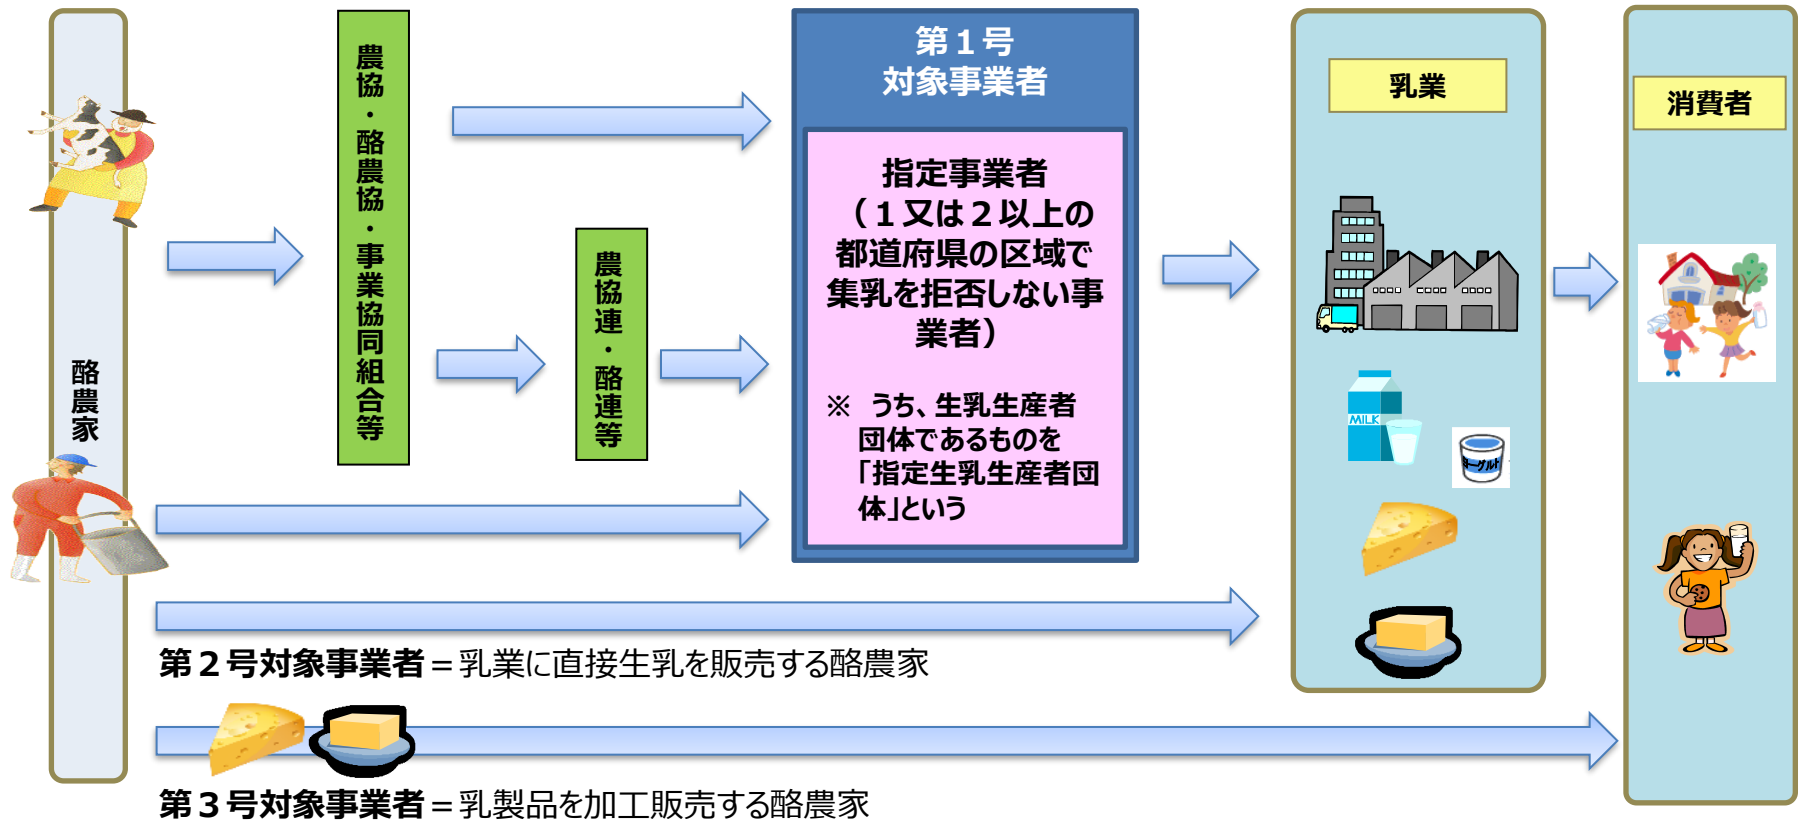 酪農家
農協・酪農協・事業協同組合等
農協連・酪連等
第１号
対象事業者
指定事業者
（１又は２以上の
都道府県の区域で
集乳を拒否しない事
業者）
※　うち、生乳生産者
団体であるものを
「指定生乳生産者団
体」という
乳業
MILK
ヨーグルト
消費者
第２号対象事業者＝乳業に直接生乳を販売する酪農家
第３号対象事業者＝乳製品を加工販売する酪農家